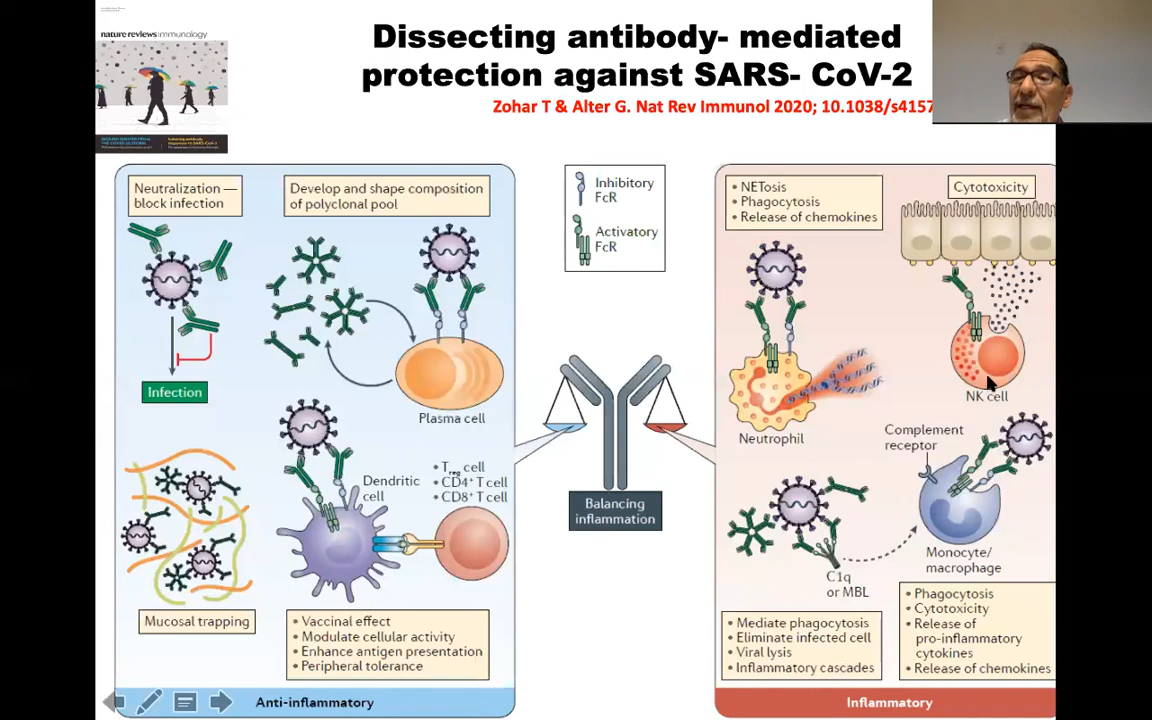 nature reviews immunology
Dissecting antibody- mediated
protection against SARS- CoV-2
Zohar T & Alter G. Nat Rev Immunol 2020; 10.1038/s4157
Neutralization —
block infection
Infection
Develop and shape composition
of polyclonal pool
Plasma cell
Mucosal trapping
Dendritic
cell
• Treg cell
• CD4+ T cell
• CD8+ T cell
• Vaccinal effect
• Modulate cellular activity
• Enhance antigen presentation
• Peripheral tolerance
Anti-inflammatory
Inhibitory
FcR
Activatory
FcR
Balancing
inflammation
• NETosis
• Phagocytosis
• Release of chemokines
Neutrophil
Cytotoxicity
NK cell
Complement
receptor
C1q
or MBL
Monocyte/
macrophage
• Mediate phagocytosis
• Eliminate infected cell
• Viral lysis
• Inflammatory cascades
• Phagocytosis
• Cytotoxicity
• Release of
pro-inflammatory
cytokines
• Release of chemokines
Inflammatory